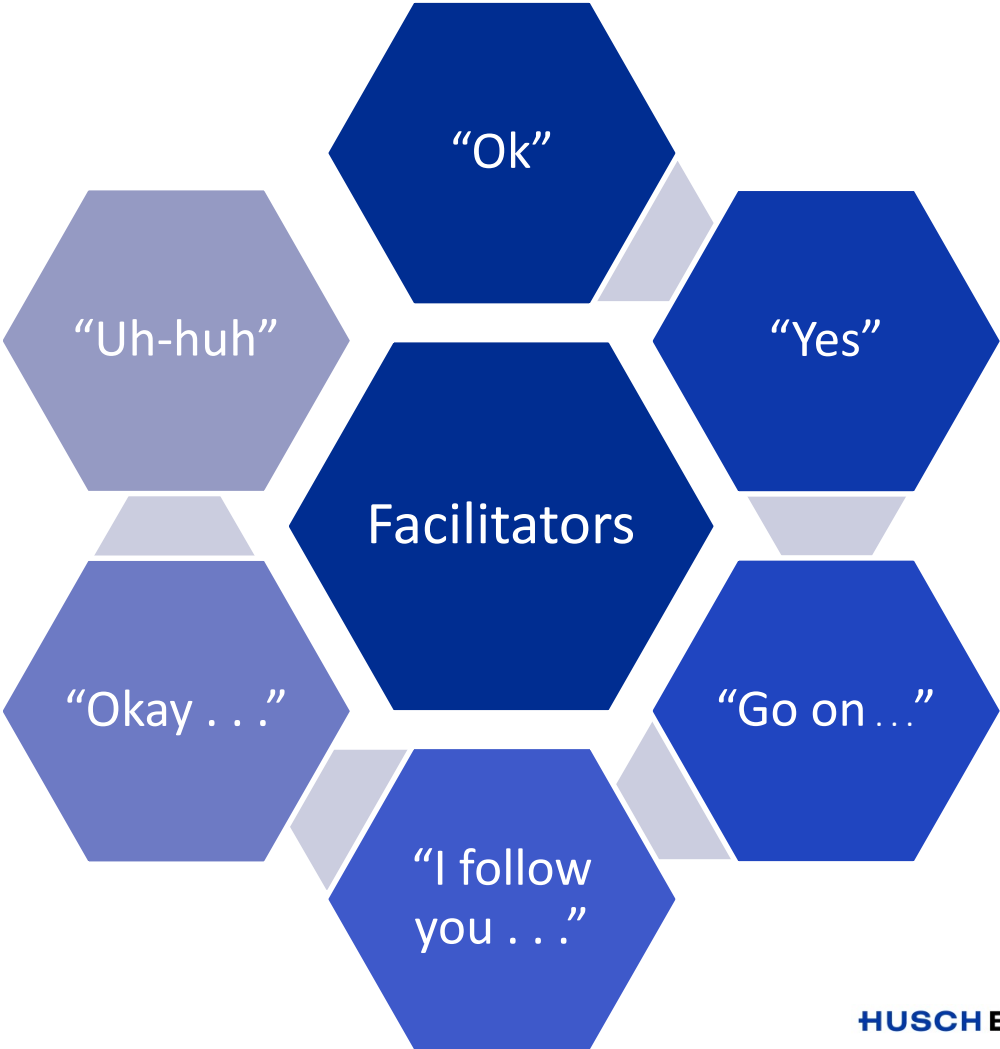 “Ok”
“Uh-huh”
“Yes”
Facilitators
“Okay . . .”
“Go on . . .”
“I follow
you . . .”
HUSCH